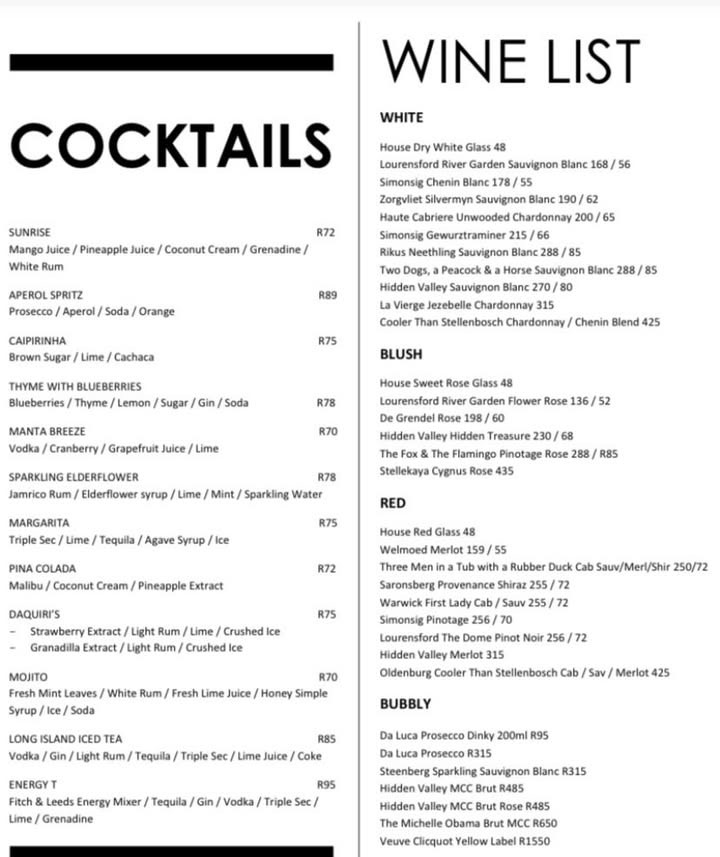 COCKTAILS
SUNRISE R72
Mango Juice / Pineapple Juice / Coconut Cream / Grenadine /
White Rum
APEROL SPRITZ R89
Prosecco / Aperol / Soda / Orange
CAIPIRINHA R75
Brown Sugar / Lime / Cachaca
THYME WITH BLUEBERRIES
Blueberries / Thyme / Lemon / Sugar / Gin / Soda R78
MANTA BREEZE R70
Vodka / Cranberry / Grapefruit Juice / Lime
SPARKLING ELDERFLOWER R78
Jamrico Rum / Elderflower syrup / Lime / Mint / Sparkling Water
MARGARITA R75
Triple Sec / Lime / Tequila / Agave Syrup / Ice
PINA COLADA R72
Malibu / Coconut Cream / Pineapple Extract
DAQUIRI'S R75
– Strawberry Extract / Light Rum / Lime / Crushed Ice
– Granadilla Extract / Light Rum / Crushed Ice
MOJITO R70
Fresh Mint Leaves / White Rum / Fresh Lime Juice / Honey Simple
Syrup / Ice / Soda
LONG ISLAND ICED TEA R85
Vodka / Gin / Light Rum / Tequila / Triple Sec / Lime Juice / Coke
ENERGY T R95
Fitch & Leeds Energy Mixer / Tequila / Gin / Vodka / Triple Sec /
Lime / Grenadine
WINE LIST
WHITE
House Dry White Glass 48
Lourensford River Garden Sauvignon Blanc 168 / 56
Simonsig Chenin Blanc 178 / 55
Zorgvliet Silvermyn Sauvignon Blanc 190 / 62
Haute Cabriere Unwooded Chardonnay 200 / 65
Simonsig Gewurztraminer 215 / 66
Rikus Neethling Sauvignon Blanc 288 / 85
Two Dogs, a Peacock & a Horse Sauvignon Blanc 288 / 85
Hidden Valley Sauvignon Blanc 270 / 80
La Vierge Jezebelle Chardonnay 315
Cooler Than Stellenbosch Chardonnay / Chenin Blend 425
BLUSH
House Sweet Rose Glass 48
Lourensford River Garden Flower Rose 136 / 52
De Grendel Rose 198 / 60
Hidden Valley Hidden Treasure 230 / 68
The Fox & The Flamingo Pinotage Rose 288 / R85
Stellekaya Cygnus Rose 435
RED
House Red Glass 48
Welmoed Merlot 159 / 55
Three Men in a Tub with a Rubber Duck Cab Sauv/Merl/Shir 250/72
Saronsberg Provenance Shiraz 255 / 72
Warwick First Lady Cab / Sauv 255 / 72
Simonsig Pinotage 256 / 70
Lourensford The Dome Pinot Noir 256 / 72
Hidden Valley Merlot 315
Oldenburg Cooler Than Stellenbosch Cab / Sav / Merlot 425
BUBBLY
Da Luca Prosecco Dinky 200ml R95
Da Luca Prosecco R315
Steenberg Sparkling Sauvignon Blanc R315
Hidden Valley MCC Brut R485
Hidden Valley MCC Brut Rose R485
The Michelle Obama Brut MCC R650
Veuve Clicquot Yellow Label R1550